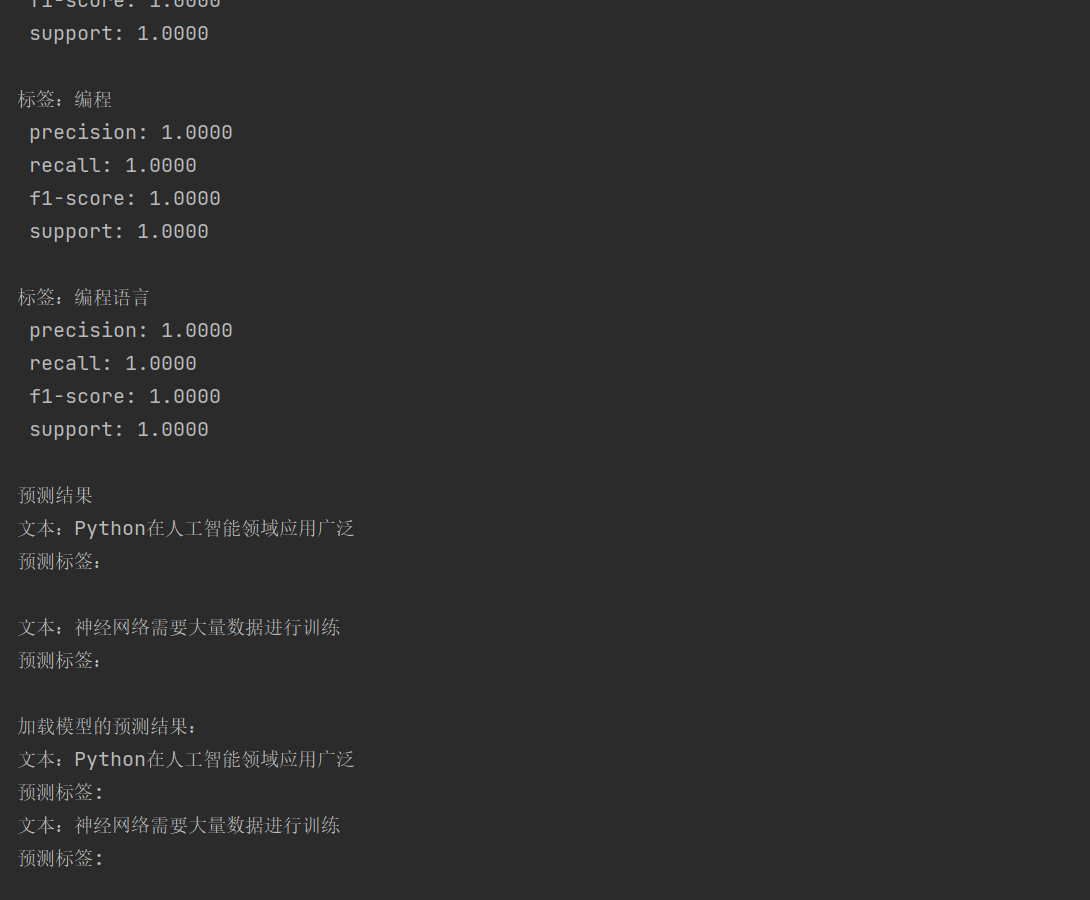 f1-score: 1.0000
support: 1.0000
标签：编程
precision: 1.0000
recall: 1.0000
f1-score: 1.0000
support: 1.0000
标签：编程语言
precision: 1.0000
recall: 1.0000
f1-score: 1.0000
support: 1.0000
预测结果
文本：Python在人工智能领域应用广泛
预测标签：
文本：神经网络需要大量数据进行训练
预测标签：
加载模型的预测结果：
文本：Python在人工智能领域应用广泛
预测标签:
文本：神经网络需要大量数据进行训练
预测标签: